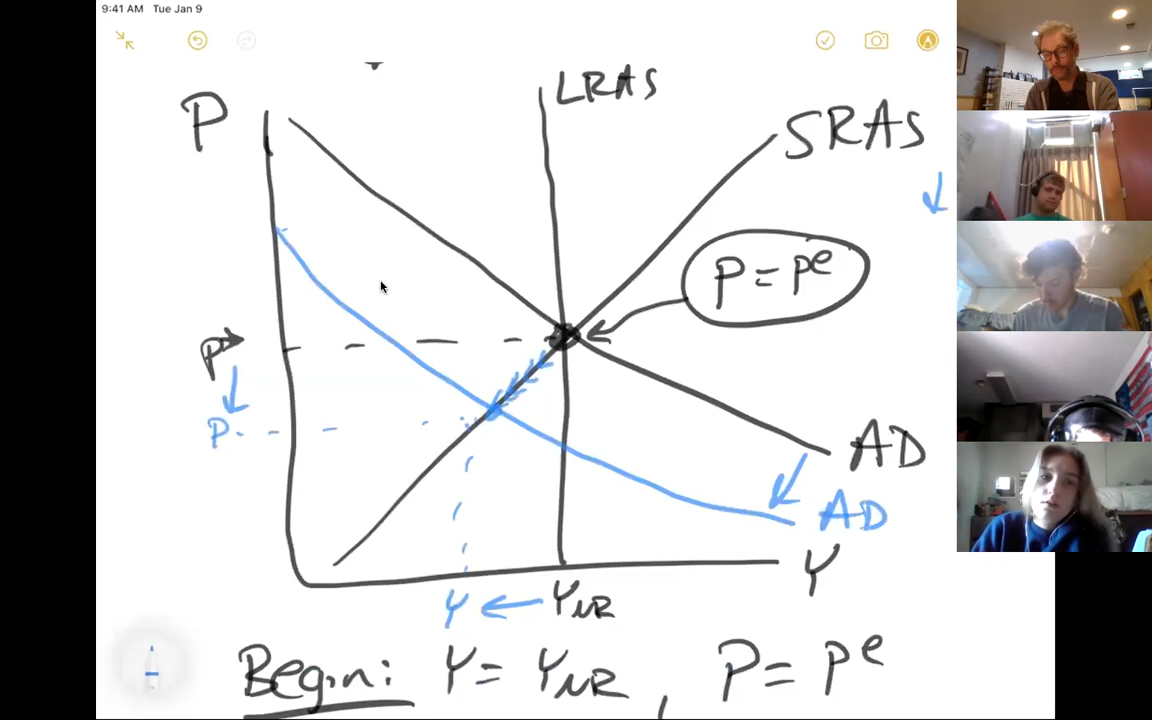 9:41 AM Tue Jan 9
LRAS
P
SRAS
P = Pe
P
P
AD
AD
Y
Y ← YNR
Begin: Y = YNR , P = Pe